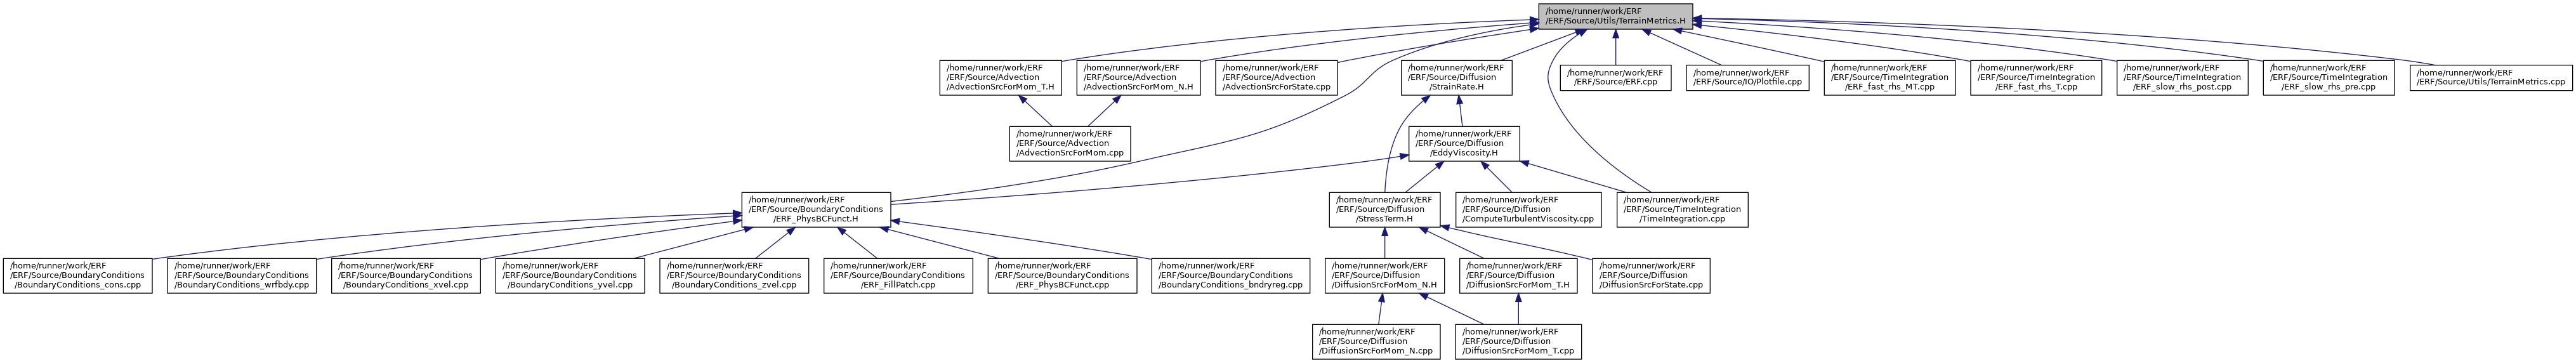 /home/runner/work/ERF
/ERF/Source/Utils/TerrainMetrics.H
/home/runner/work/ERF
/ERF/Source/Advection
/AdvectionSrcForMom_T.H
/home/runner/work/ERF
/ERF/Source/Advection
/AdvectionSrcForMom_N.H
/home/runner/work/ERF
/ERF/Source/Advection
/AdvectionSrcForState.cpp
/home/runner/work/ERF
/ERF/Source/Diffusion
/StrainRate.H
/home/runner/work/ERF
/ERF/Source/ERF.cpp
/home/runner/work/ERF
/ERF/Source/IO/Plotfile.cpp
/home/runner/work/ERF
/ERF/Source/TimeIntegration
/ERF_fast_rhs_MT.cpp
/home/runner/work/ERF
/ERF/Source/TimeIntegration
/ERF_fast_rhs_T.cpp
/home/runner/work/ERF
/ERF/Source/TimeIntegration
/ERF_slow_rhs_post.cpp
/home/runner/work/ERF
/ERF/Source/TimeIntegration
/ERF_slow_rhs_pre.cpp
/home/runner/work/ERF
/ERF/Source/Utils/TerrainMetrics.cpp
/home/runner/work/ERF
/ERF/Source/Advection
/AdvectionSrcForMom.cpp
/home/runner/work/ERF
/ERF/Source/Diffusion
/EddyViscosity.H
/home/runner/work/ERF
/ERF/Source/BoundaryConditions
/ERF_PhysBCFunct.H
/home/runner/work/ERF
/ERF/Source/Diffusion
/StressTerm.H
/home/runner/work/ERF
/ERF/Source/Diffusion
/ComputeTurbulentViscosity.cpp
/home/runner/work/ERF
/ERF/Source/TimeIntegration
/TimeIntegration.cpp
/home/runner/work/ERF
/ERF/Source/BoundaryConditions
/BoundaryConditions_cons.cpp
/home/runner/work/ERF
/ERF/Source/BoundaryConditions
/BoundaryConditions_wrfbdy.cpp
/home/runner/work/ERF
/ERF/Source/BoundaryConditions
/BoundaryConditions_xvel.cpp
/home/runner/work/ERF
/ERF/Source/BoundaryConditions
/BoundaryConditions_yvel.cpp
/home/runner/work/ERF
/ERF/Source/BoundaryConditions
/BoundaryConditions_zvel.cpp
/home/runner/work/ERF
/ERF/Source/BoundaryConditions
/ERF_FillPatch.cpp
/home/runner/work/ERF
/ERF/Source/BoundaryConditions
/ERF_PhysBCFunct.cpp
/home/runner/work/ERF
/ERF/Source/BoundaryConditions
/BoundaryConditions_bndryreg.cpp
/home/runner/work/ERF
/ERF/Source/Diffusion
/DiffusionSrcForMom_N.H
/home/runner/work/ERF
/ERF/Source/Diffusion
/DiffusionSrcForMom_T.H
/home/runner/work/ERF
/ERF/Source/Diffusion
/DiffusionSrcForState.cpp
/home/runner/work/ERF
/ERF/Source/Diffusion
/DiffusionSrcForMom_N.cpp
/home/runner/work/ERF
/ERF/Source/Diffusion
/DiffusionSrcForMom_T.cpp